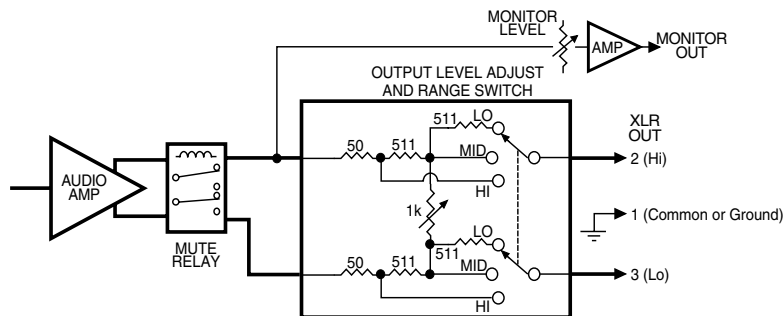 MONITOR
LEVEL
AMP
MONITOR
OUT
OUTPUT LEVEL ADJUST
AND RANGE SWITCH
511
LO
XLR
OUT
50
511
MID
2 (Hi)
HI
AUDIO
AMP
1k
1 (Common or Ground)
LO
MUTE
RELAY
50
511
511
MID
3 (Lo)
HI